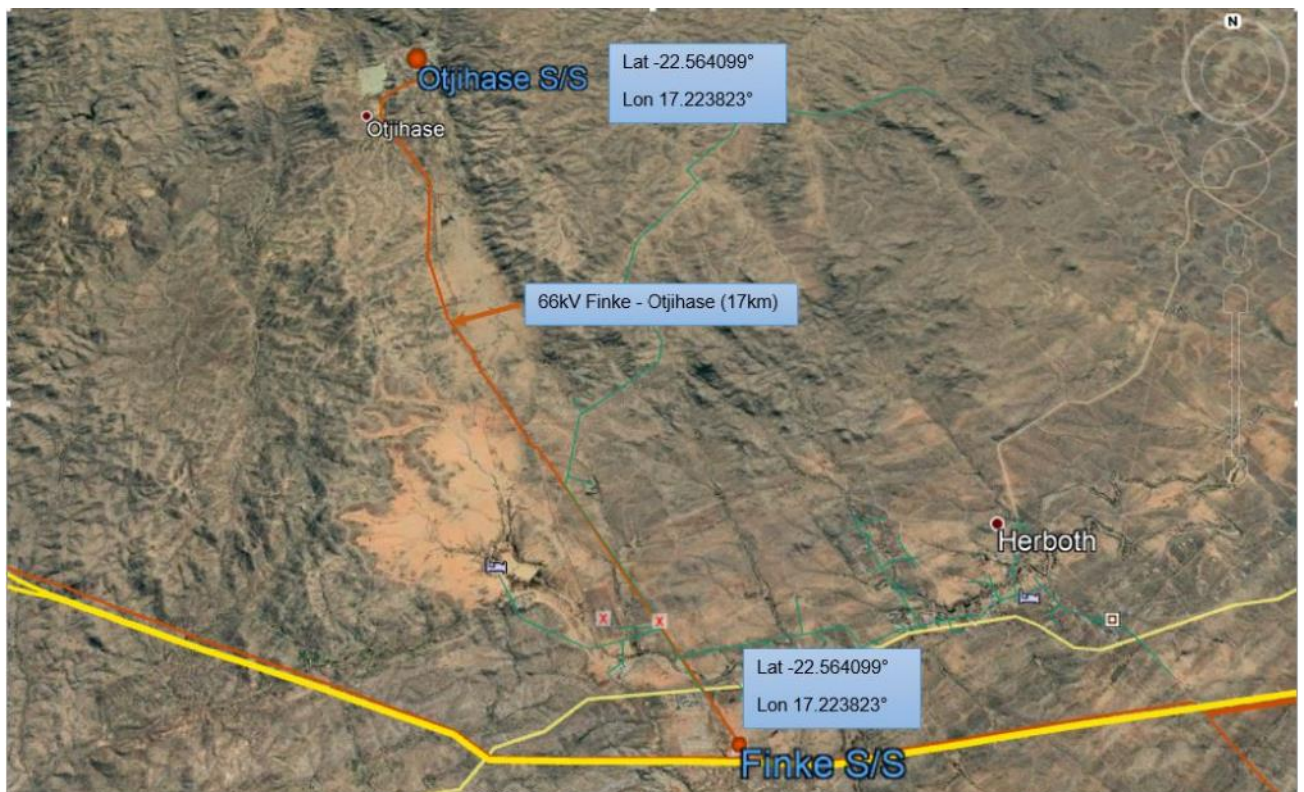 N
Otjihase S/S
Lat -22.564099°
Lon 17.223823°
Otjihase
66kV Finke - Otjihase (17km)
Herboth
X
X
Lat -22.564099°
Lon 17.223823°
Finke S/S